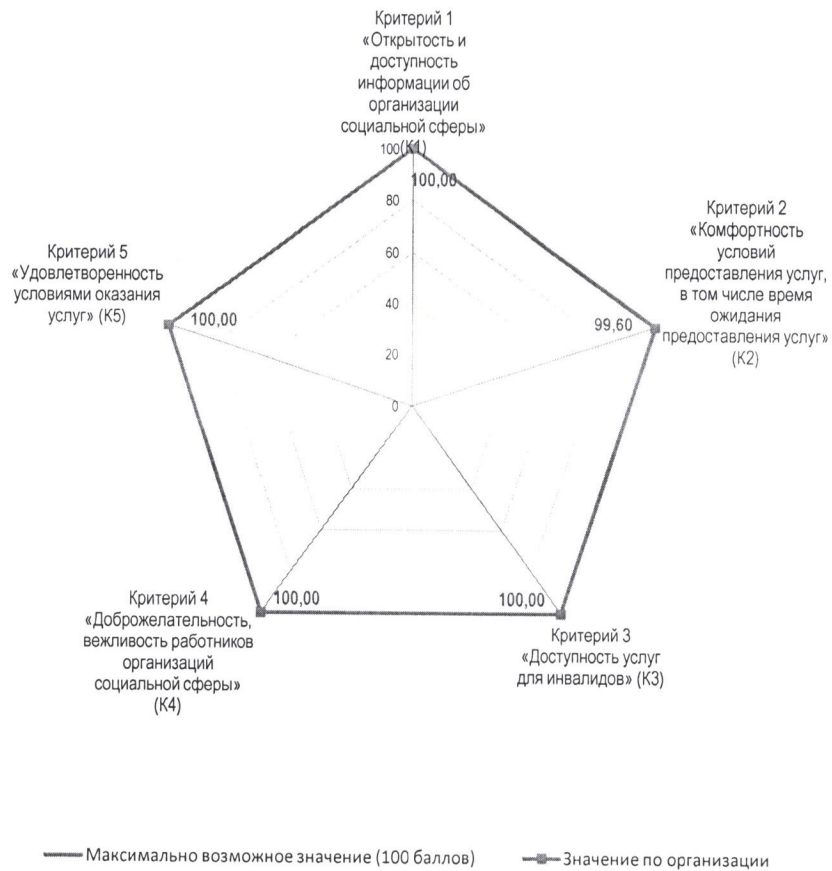 Критерий 1
«Открытость и
доступность
информации об
организации
социальной сферы»
(К1)
100
100,00
80
60
40
20
0
Критерий 2
«Комфортность
условий
предоставления услуг,
в том числе время
ожидания
предоставления услуг»
(К2)
99,60
Критерий 5
«Удовлетворенность
условиями оказания
услуг» (К5)
100,00
Критерий 4
«Доброжелательность,
вежливость работников
организаций
социальной сферы»
(К4)
100,00
100,00
Критерий 3
«Доступность услуг
для инвалидов» (К3)
Максимально возможное значение (100 баллов)
Значение по организации